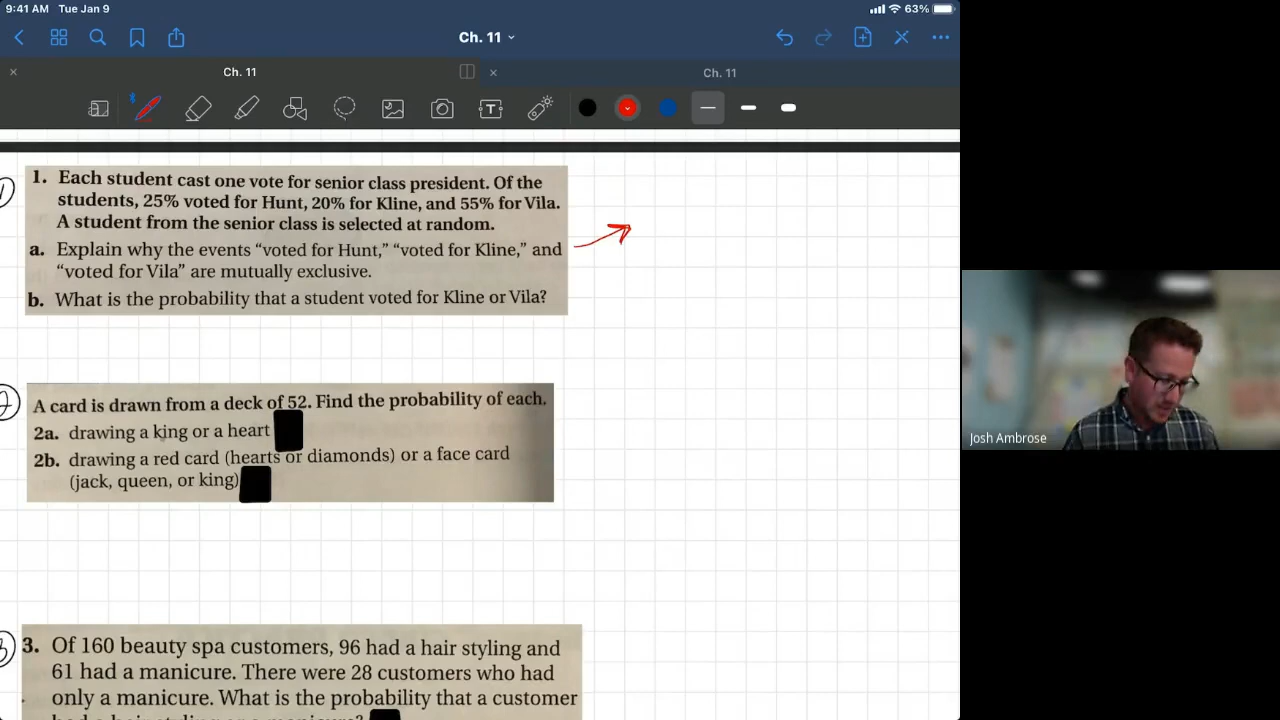 9:41 AM Tue Jan 9
63%
Ch. 11
Ch. 11
Ch. 11
T
1. Each student cast one vote for senior class president. Of the
students, 25% voted for Hunt, 20% for Kline, and 55% for Vila.
A student from the senior class is selected at random.
a. Explain why the events “voted for Hunt,” “voted for Kline,” and
“voted for Vila” are mutually exclusive.
b. What is the probability that a student voted for Kline or Vila?
Josh Ambrose
A card is drawn from a deck of 52. Find the probability of each.
2a. drawing a king or a heart
2b. drawing a red card (hearts or diamonds) or a face card
(jack, queen, or king)
3. Of 160 beauty spa customers, 96 had a hair styling and
61 had a manicure. There were 28 customers who had
only a manicure. What is the probability that a customer
had a hair styling or a manicure?